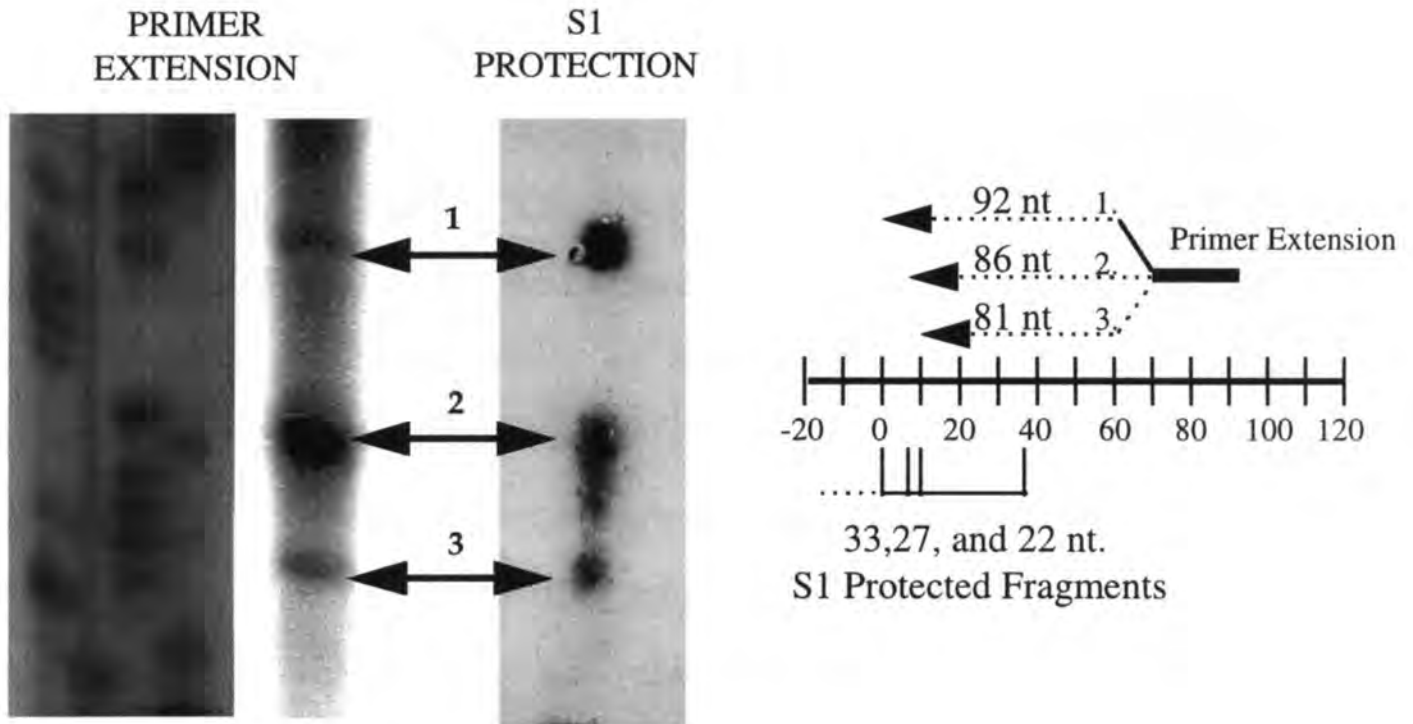 PRIMER
EXTENSION
S1
PROTECTION
1
2
3
92 nt 1.
86 nt 2.
81 nt 3.
Primer Extension
-20 0 20 40 60 80 100 120
33,27, and 22 nt.
S1 Protected Fragments